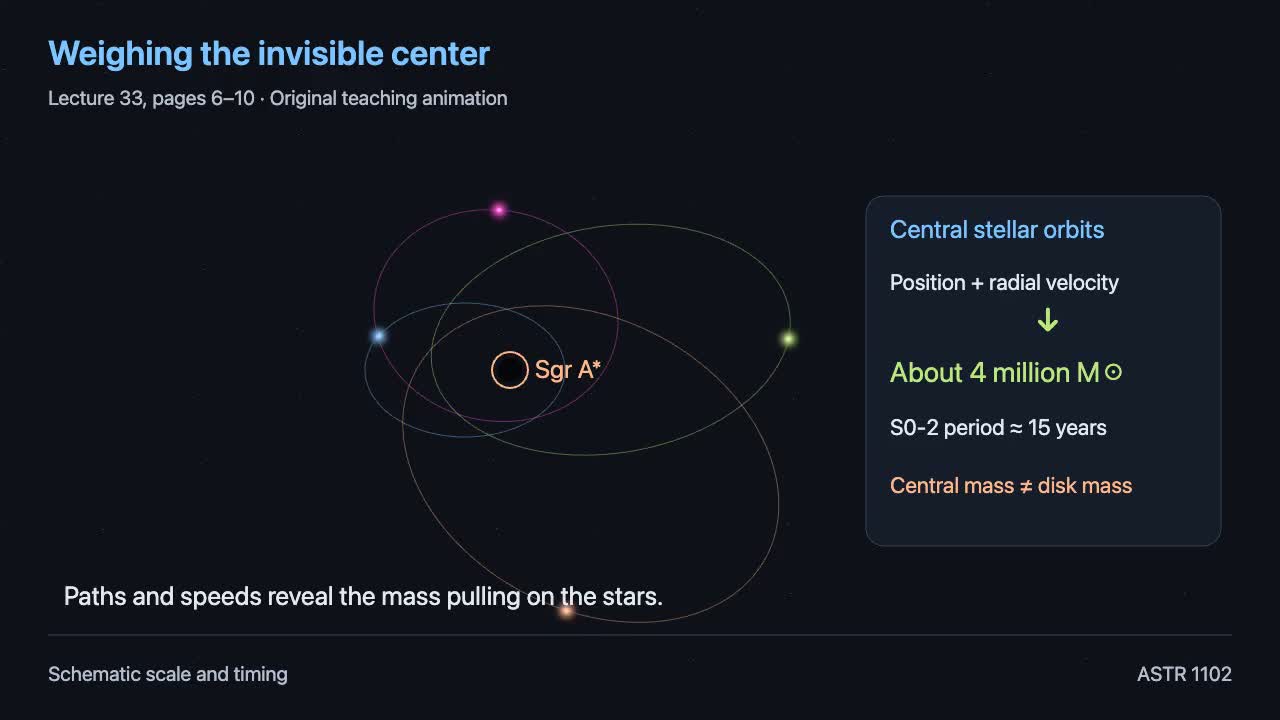 Weighing the invisible center
Lecture 33, pages 6–10 · Original teaching animation
Sgr A*
Central stellar orbits
Position + radial velocity
↓
About 4 million M☉
S0-2 period ≈ 15 years
Central mass ≠ disk mass
Paths and speeds reveal the mass pulling on the stars.
Schematic scale and timing
ASTR 1102